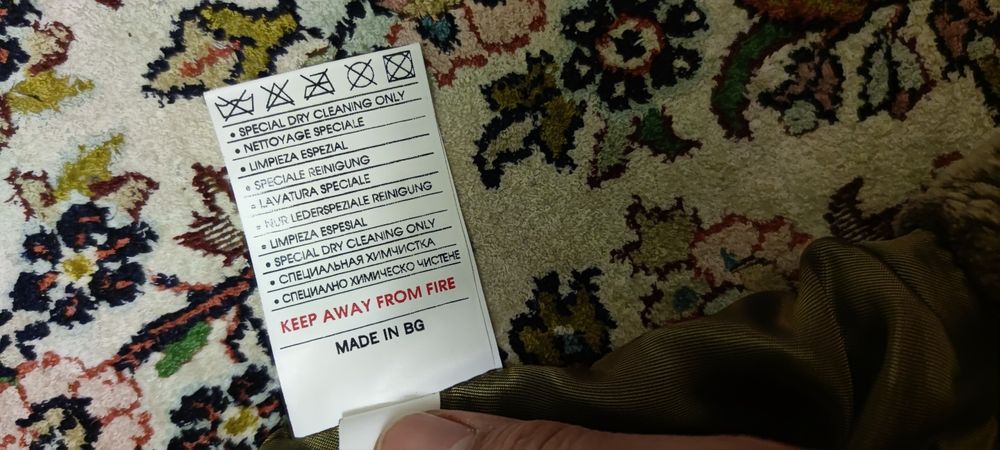 • SPECIAL DRY CLEANING ONLY
• NETTOYAGE SPECIALE
• LIMPIEZA ESPEZIAL
• SPECIALE REINIGUNG
• LAVATURA SPECIALE
• NUR LEDERSPEZIALE REINIGUNG
• LIMPIEZA ESPESIAL
• SPECIAL DRY CLEANING ONLY
• СПЕЦИАЛЬНАЯ ХИМЧИСТКА
• СПЕЦИАЛНО ХИМИЧЕСКО ЧИСТЕНЕ
KEEP AWAY FROM FIRE
MADE IN BG